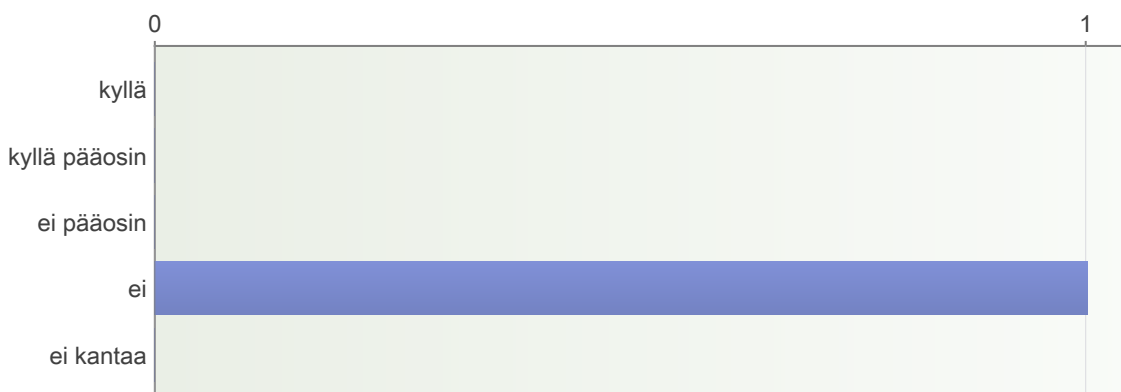 0 1
kyllä
kyllä pääosin
ei pääosin
ei
ei kantaa